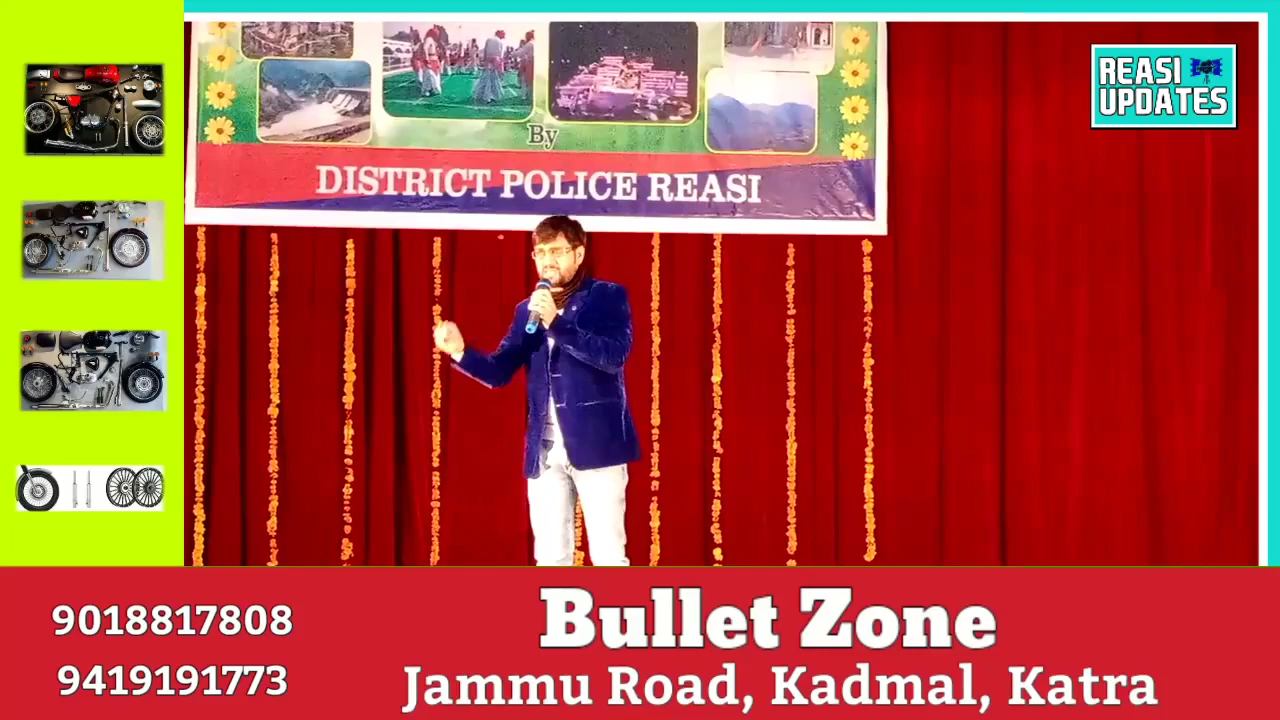 REASI
UPDATES
By
DISTRICT POLICE REASI
9018817808
9419191773
Bullet Zone
Jammu Road, Kadmal, Katra